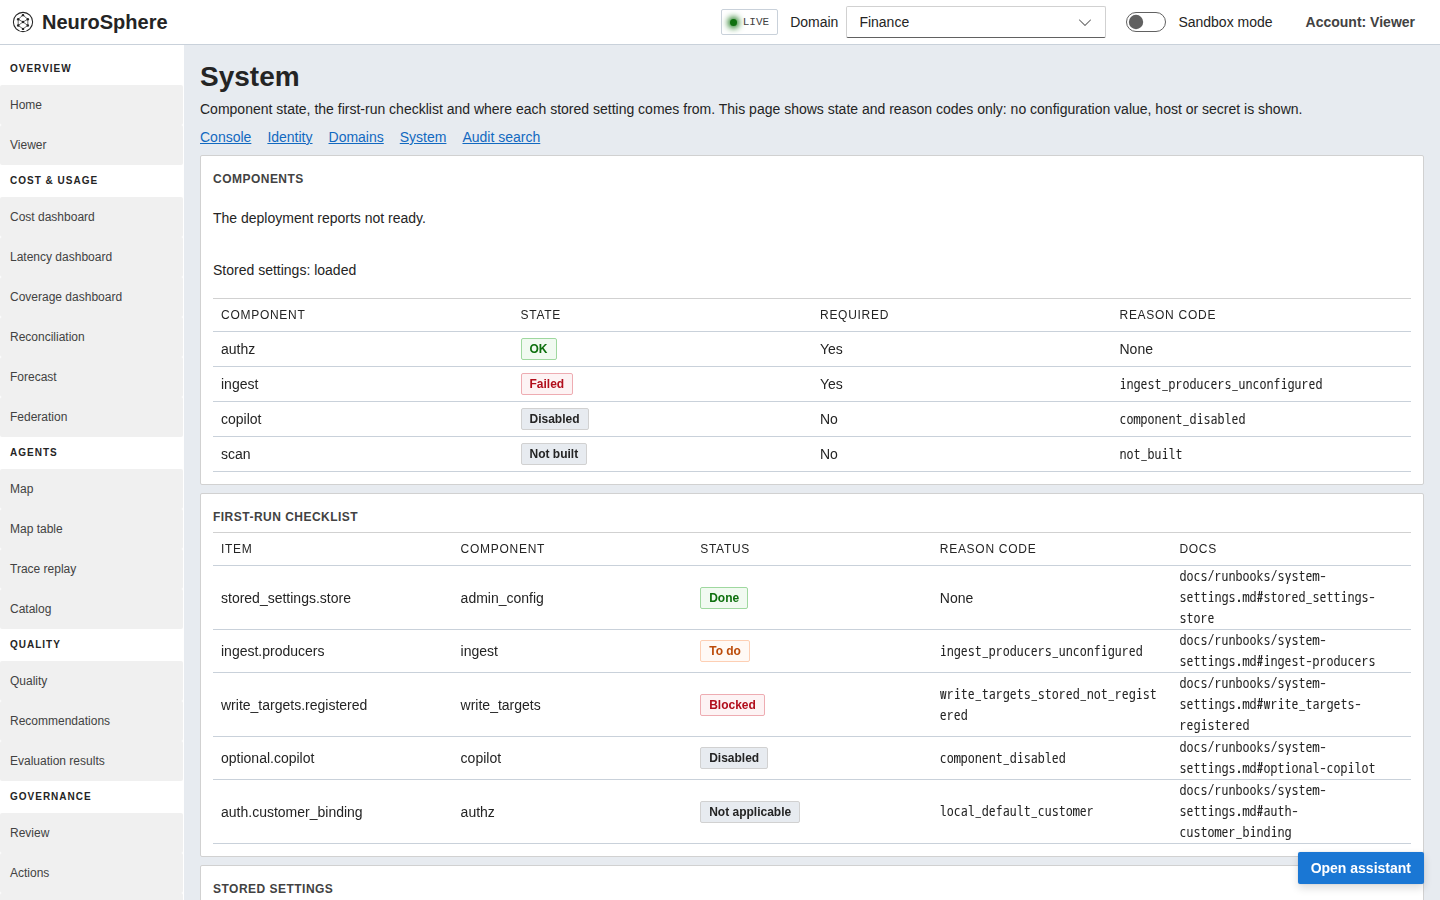 NeuroSphere
LIVE
Domain
Finance
Sandbox mode
Account: Viewer
OVERVIEW
Home
Viewer
COST & USAGE
Cost dashboard
Latency dashboard
Coverage dashboard
Reconciliation
Forecast
Federation
AGENTS
Map
Map table
Trace replay
Catalog
QUALITY
Quality
Recommendations
Evaluation results
GOVERNANCE
Review
Actions
System
Component state, the first-run checklist and where each stored setting comes from. This page shows state and reason codes only: no configuration value, host or secret is shown.
Console Identity Domains System Audit search
COMPONENTS
The deployment reports not ready.
Stored settings: loaded
COMPONENT STATE REQUIRED REASON CODE
authz OK Yes None
ingest Failed Yes ingest_producers_unconfigured
copilot Disabled No component_disabled
scan Not built No not_built
FIRST-RUN CHECKLIST
ITEM COMPONENT STATUS REASON CODE DOCS
stored_settings.store admin_config Done None docs/runbooks/system-
settings.md#stored_settings-
store
ingest.producers ingest To do ingest_producers_unconfigured docs/runbooks/system-
settings.md#ingest-producers
write_targets.registered write_targets Blocked write_targets_stored_not_regist
ered
docs/runbooks/system-
settings.md#write_targets-
registered
optional.copilot copilot Disabled component_disabled docs/runbooks/system-
settings.md#optional-copilot
auth.customer_binding authz Not applicable local_default_customer docs/runbooks/system-
settings.md#auth-
customer_binding
STORED SETTINGS
Open assistant